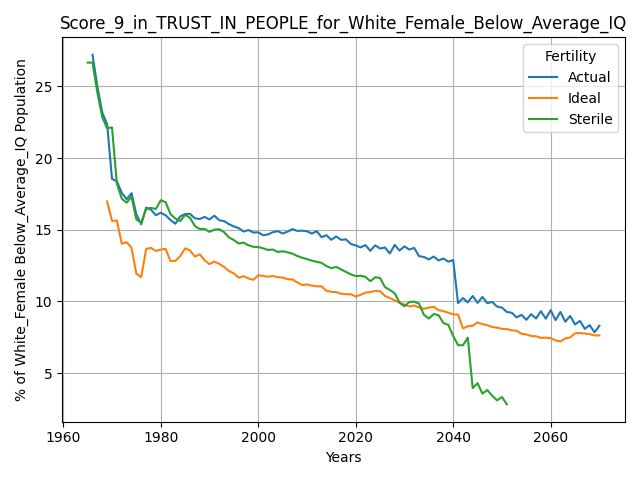 Score_9_in_TRUST_IN_PEOPLE_for_White_Female_Below_Average_IQ
Fertility
Actual
Ideal
Sterile
% of White_Female Below_Average_IQ Population
25
20
15
10
5
1960 1980 2000 2020 2040 2060
Years